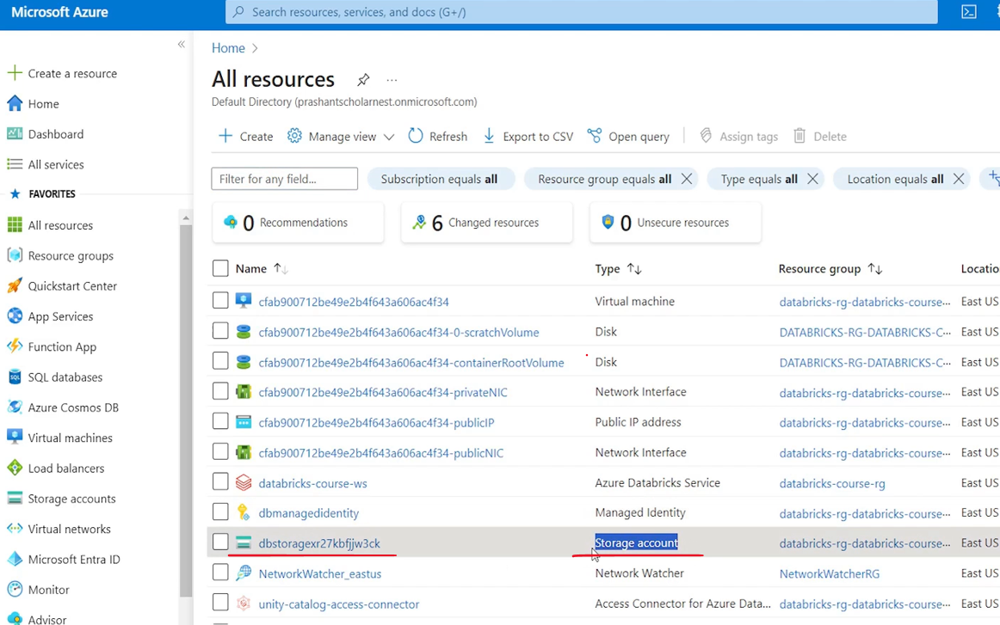 Microsoft Azure
Search resources, services, and docs (G+/)
«
Create a resource
Home
Dashboard
All services
FAVORITES
All resources
Resource groups
Quickstart Center
App Services
Function App
SQL databases
Azure Cosmos DB
Virtual machines
Load balancers
Storage accounts
Virtual networks
Microsoft Entra ID
Monitor
Advisor
Home >
All resources ...
Default Directory (prashantscholarnest.onmicrosoft.com)
Create Manage view Refresh Export to CSV Open query Assign tags Delete
Filter for any field... Subscription equals all Resource group equals all Type equals all Location equals all
0 Recommendations 6 Changed resources 0 Unsecure resources
Name Type Resource group Locatio
cfab900712be49e2b4f643a606ac4f34 Virtual machine databricks-rg-databricks-course-... East US
cfab900712be49e2b4f643a606ac4f34-0-scratchVolume Disk DATABRICKS-RG-DATABRICKS-C... East US
cfab900712be49e2b4f643a606ac4f34-containerRootVolume Disk DATABRICKS-RG-DATABRICKS-C... East US
cfab900712be49e2b4f643a606ac4f34-privateNIC Network Interface databricks-rg-databricks-course-... East US
cfab900712be49e2b4f643a606ac4f34-publicIP Public IP address databricks-rg-databricks-course-... East US
cfab900712be49e2b4f643a606ac4f34-publicNIC Network Interface databricks-rg-databricks-course-... East US
databricks-course-ws Azure Databricks Service databricks-course-rg East US
dbmanagedidentity Managed Identity databricks-rg-databricks-course-... East US
dbstoragexr27kbfjjw3ck Storage account databricks-rg-databricks-course-... East US
NetworkWatcher_eastus Network Watcher NetworkWatcherRG East US
unity-catalog-access-connector Access Connector for Azure Data... databricks-rg-databricks-course-... East US